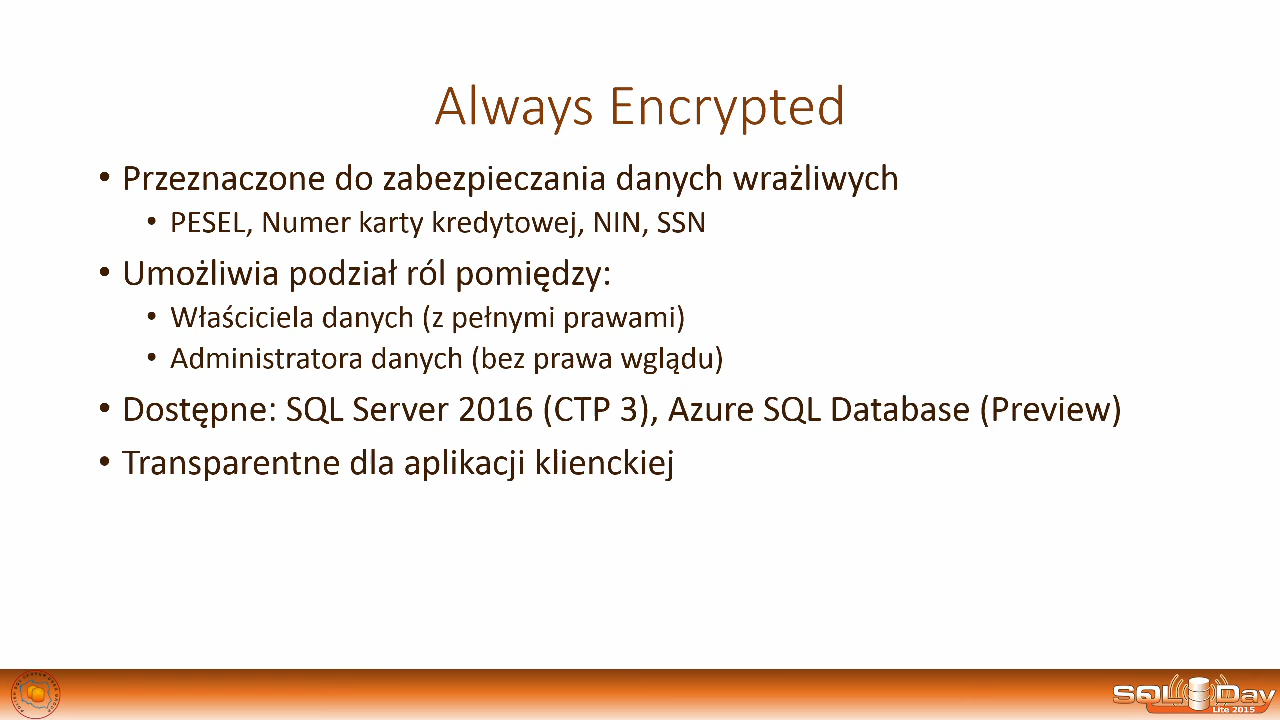 Always Encrypted
• Przeznaczone do zabezpieczania danych wrażliwych
• PESEL, Numer karty kredytowej, NIN, SSN
• Umożliwia podział ról pomiędzy:
• Właściciela danych (z pełnymi prawami)
• Administratora danych (bez prawa wglądu)
• Dostępne: SQL Server 2016 (CTP 3), Azure SQL Database (Preview)
• Transparentne dla aplikacji klienckiej
SQL Day
Lite 2015